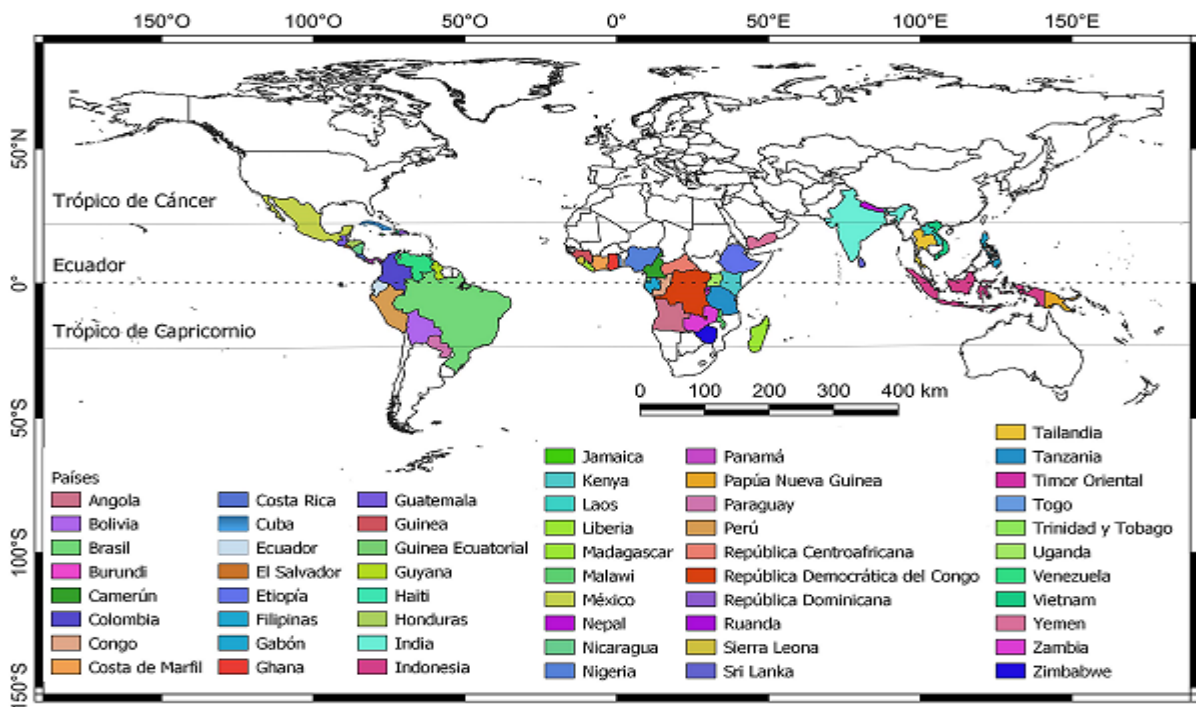 150°O 100°O 50°O 0° 50°E 100°E 150°E
50°N
Trópico de Cáncer
Ecuador
0°
Trópico de Capricornio
0 100 200 300 400 km
50°S
100°S
150°S
Países
Angola
Bolivia
Brasil
Burundi
Camerún
Colombia
Congo
Costa de Marfil
Costa Rica
Cuba
Ecuador
El Salvador
Etiopía
Filipinas
Gabón
Ghana
Guatemala
Guinea
Guinea Ecuatorial
Guyana
Haiti
Honduras
India
Indonesia
Jamaica
Kenya
Laos
Liberia
Madagascar
Malawi
México
Nepal
Nicaragua
Nigeria
Panamá
Papúa Nueva Guinea
Paraguay
Perú
República Centroafricana
República Democrática del Congo
República Dominicana
Ruanda
Sierra Leona
Sri Lanka
Tailandia
Tanzania
Timor Oriental
Togo
Trinidad y Tobago
Uganda
Venezuela
Vietnam
Yemen
Zambia
Zimbabwe